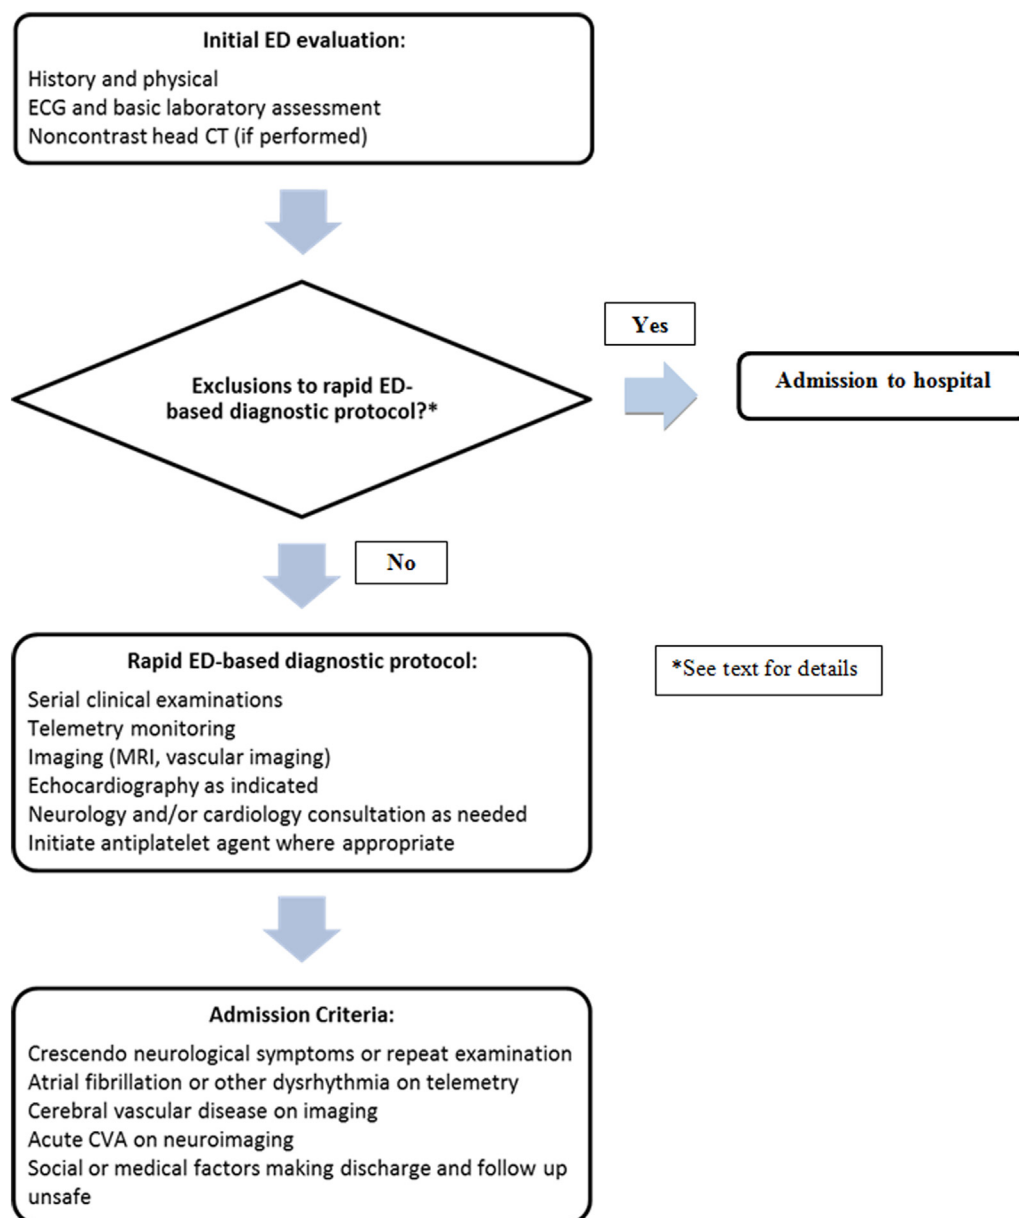 Initial ED evaluation:
History and physical
ECG and basic laboratory assessment
Noncontrast head CT (if performed)
Exclusions to rapid ED-
based diagnostic protocol?*
Yes
Admission to hospital
No
Rapid ED-based diagnostic protocol:
Serial clinical examinations
Telemetry monitoring
Imaging (MRI, vascular imaging)
Echocardiography as indicated
Neurology and/or cardiology consultation as needed
Initiate antiplatelet agent where appropriate
*See text for details
Admission Criteria:
Crescendo neurological symptoms or repeat examination
Atrial fibrillation or other dysrhythmia on telemetry
Cerebral vascular disease on imaging
Acute CVA on neuroimaging
Social or medical factors making discharge and follow up
unsafe